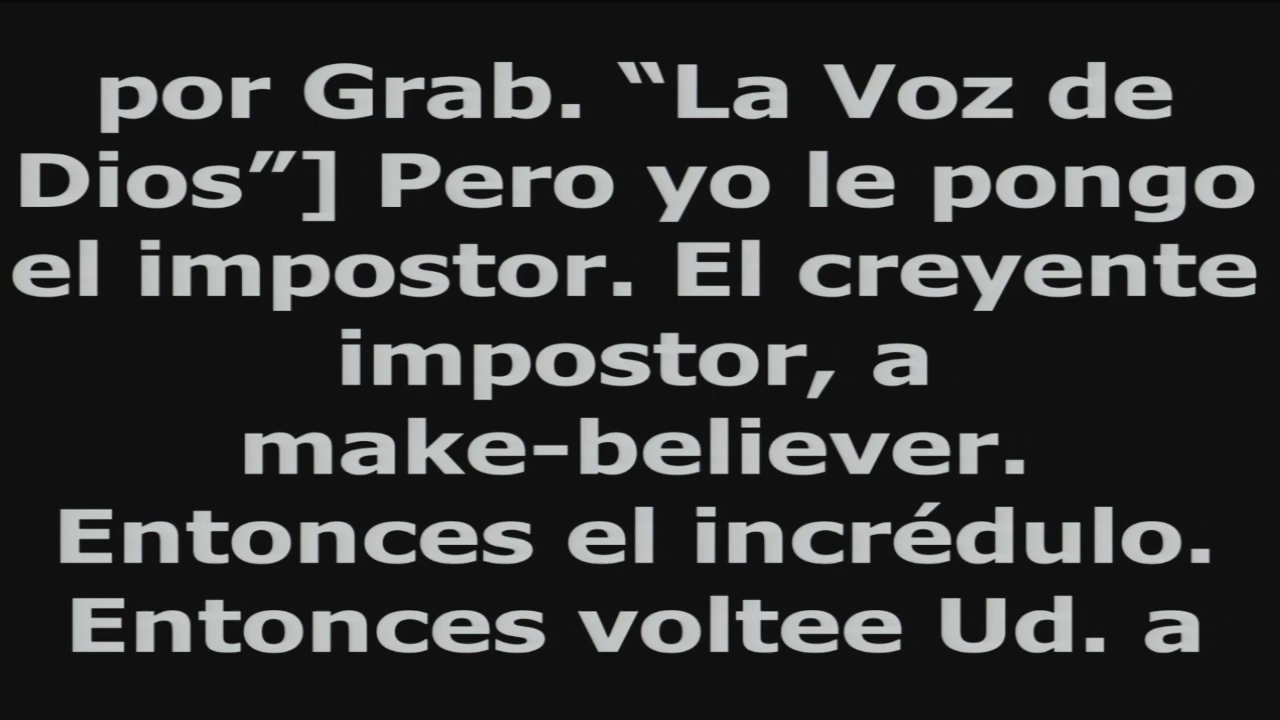 por Grab. “La Voz de
Dios”] Pero yo le pongo
el impostor. El creyente
impostor, a
make-believer.
Entonces el incrédulo.
Entonces voltee Ud. a